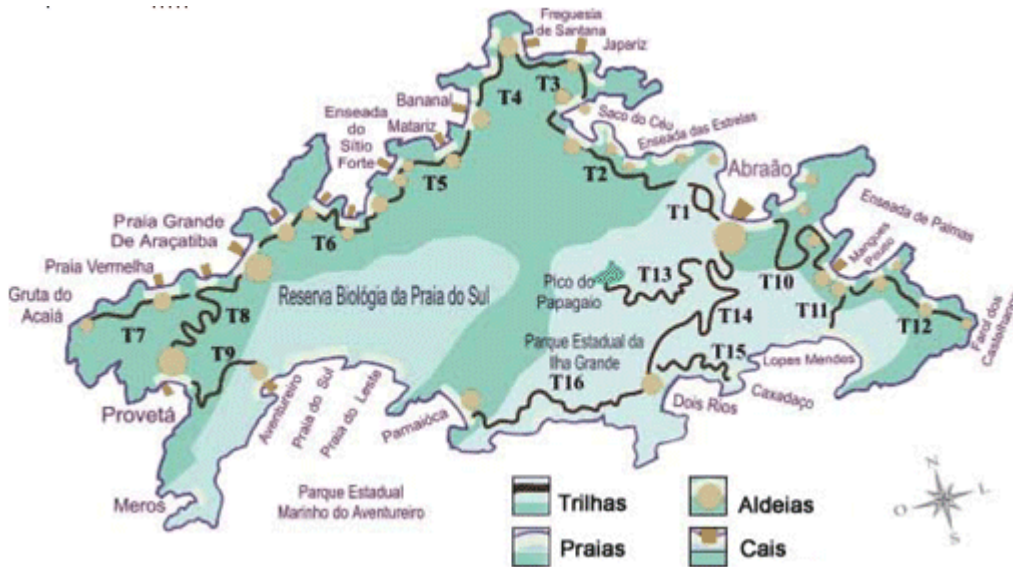 Freguesia
de Santana
Japariz
T3
T4
Bananal
Matariz
Saco do Céu
Enseada das Estrelas
Enseada
do
Sítio
Forte
T5
T2
Abraão
T1
Enseada de Palmas
Praia Grande
De Araçatiba
T6
Mangues
Pouso
Praia Vermelha
Gruta do
Acaiá
T7
T8
Reserva Biológia da Praia do Sul
Pico do
Papagaio
T13
T10
T11
T12
Farol dos
Castelhanos
T14
Parque Estadual da
Ilha Grande
T15
Lopes Mendes
T9
T16
Caxadaço
Dois Rios
Provetá
Aventureiro
Praia do Sul
Praia do Leste
Parnaióca
Meros
Parque Estadual
Marinho do Aventureiro
Trilhas
Aldeias
Praias
Cais
N
O
L
S